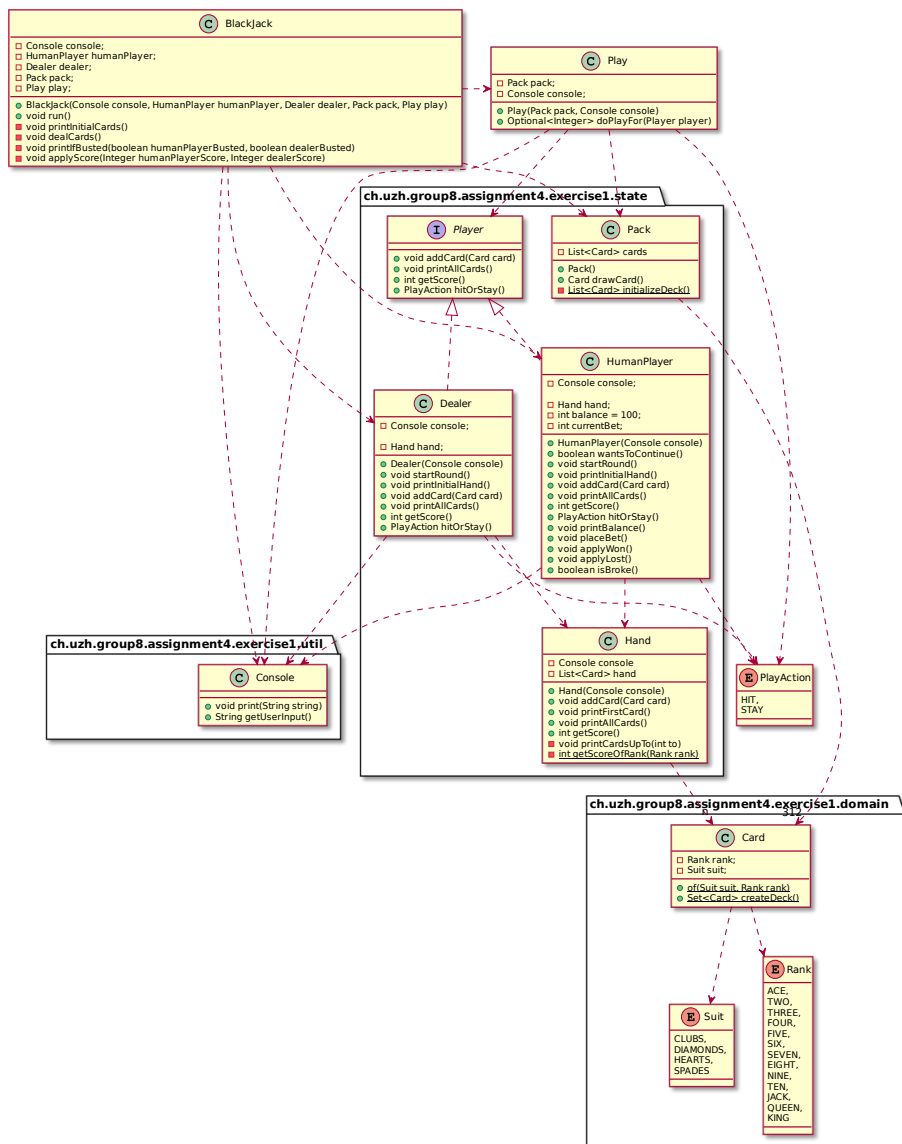 C BlackJack
Console console;
HumanPlayer humanPlayer;
Dealer dealer;
Pack pack;
Play play;
BlackJack(Console console, HumanPlayer humanPlayer, Dealer dealer, Pack pack, Play play)
void run()
void printInitialCards()
void dealCards()
void printIfBusted(boolean humanPlayerBusted, boolean dealerBusted)
void applyScore(Integer humanPlayerScore, Integer dealerScore)
C Play
Pack pack;
Console console;
Play(Pack pack, Console console)
Optional<Integer> doPlayFor(Player player)
ch.uzh.group8.assignment4.exercise1.state
I Player
void addCard(Card card)
void printAllCards()
int getScore()
PlayAction hitOrStay()
C Pack
List<Card> cards
Pack()
Card drawCard()
List<Card> initializeDeck()
C HumanPlayer
Console console;
Hand hand;
int balance = 100;
int currentBet;
HumanPlayer(Console console)
boolean wantsToContinue()
void startRound()
void printInitialHand()
void addCard(Card card)
void printAllCards()
int getScore()
PlayAction hitOrStay()
void printBalance()
void placeBet()
void applyWon()
void applyLost()
boolean isBroke()
C Dealer
Console console;
Hand hand;
Dealer(Console console)
void startRound()
void printInitialHand()
void addCard(Card card)
void printAllCards()
int getScore()
PlayAction hitOrStay()
C Hand
Console console
List<Card> hand
Hand(Console console)
void addCard(Card card)
void printFirstCard()
void printAllCards()
int getScore()
void printCardsUpTo(int to)
int getScoreOfRank(Rank rank)
ch.uzh.group8.assignment4.exercise1.util
C Console
void print(String string)
String getUserInput()
E PlayAction
HIT,
STAY
ch.uzh.group8.assignment4.exercise1.domain
312
C Card
Rank rank;
Suit suit;
of(Suit suit, Rank rank)
Set<Card> createDeck()
E Suit
CLUBS,
DIAMONDS,
HEARTS,
SPADES
E Rank
ACE,
TWO,
THREE,
FOUR,
FIVE,
SIX,
SEVEN,
EIGHT,
NINE,
TEN,
JACK,
QUEEN,
KING